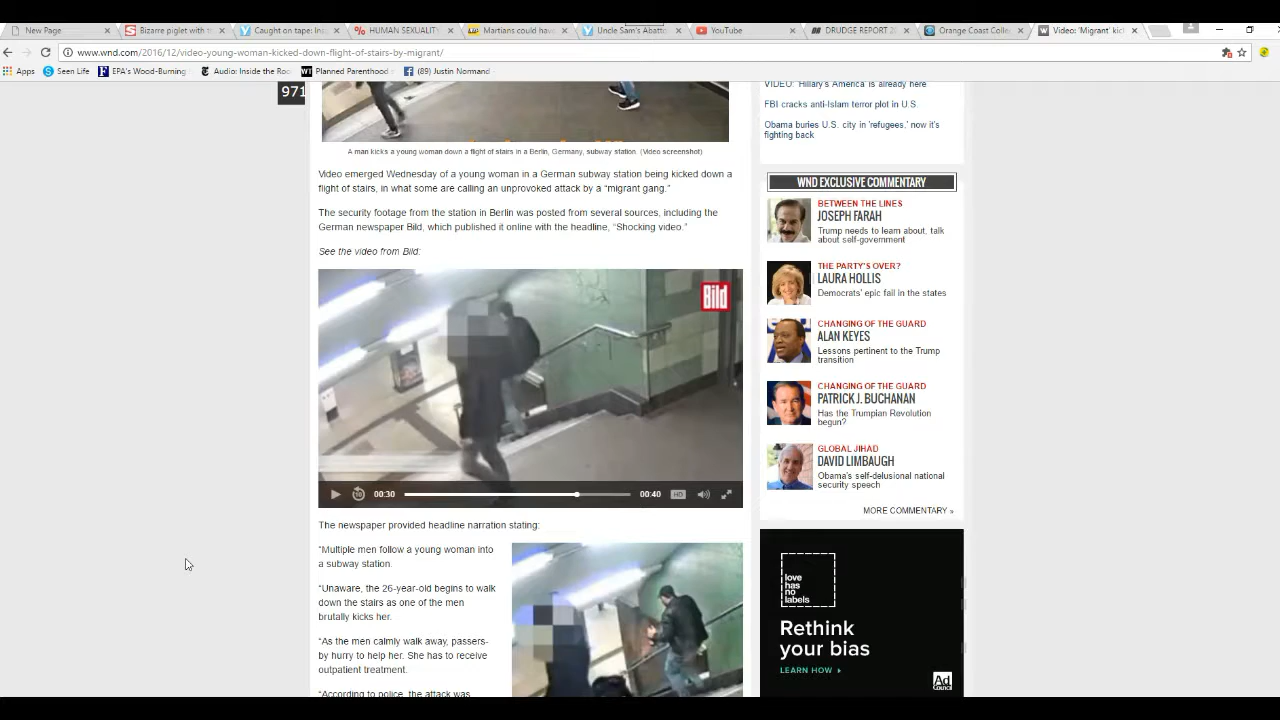 New Page
Bizarre piglet with t
Caught on tape: Inc
HUMAN SEXUALITY
Martians could have
Uncle Sam's Abatto
YouTube
DRUDGE REPORT 20
Orange Coast Colle
Video: 'Migrant' kick
www.wnd.com/2016/12/video-young-woman-kicked-down-flight-of-stairs-by-migrant/
Apps
Seen Life
EPA's Wood-Burning
Audio: Inside the Roo
Planned Parenthood
(89) Justin Normand
971
A man kicks a young woman down a flight of stairs in a Berlin, Germany, subway station. (Video screenshot)
Video emerged Wednesday of a young woman in a German subway station being kicked down a
flight of stairs, in what some are calling an unprovoked attack by a “migrant gang.”
The security footage from the station in Berlin was posted from several sources, including the
German newspaper Bild, which published it online with the headline, “Shocking video.”
See the video from Bild:
Bild
00:30
00:40
HD
The newspaper provided headline narration stating:
“Multiple men follow a young woman into
a subway station.
“Unaware, the 26-year-old begins to walk
down the stairs as one of the men
brutally kicks her.
“As the men calmly walk away, passers-
by hurry to help her. She has to receive
outpatient treatment.
“According to police, the attack was
VIDEO: 'Hillary's America' is already here
FBI cracks anti-Islam terror plot in U.S.
Obama buries U.S. city in 'refugees,' now it's
fighting back
WND EXCLUSIVE COMMENTARY
BETWEEN THE LINES
JOSEPH FARAH
Trump needs to learn about, talk
about self-government
THE PARTY'S OVER?
LAURA HOLLIS
Democrats' epic fail in the states
CHANGING OF THE GUARD
ALAN KEYES
Lessons pertinent to the Trump
transition
CHANGING OF THE GUARD
PATRICK J. BUCHANAN
Has the Trumpian Revolution
begun?
GLOBAL JIHAD
DAVID LIMBAUGH
Obama's self-delusional national
security speech
MORE COMMENTARY »
love
has
no
labels
Rethink
your bias
LEARN HOW
Ad
Council